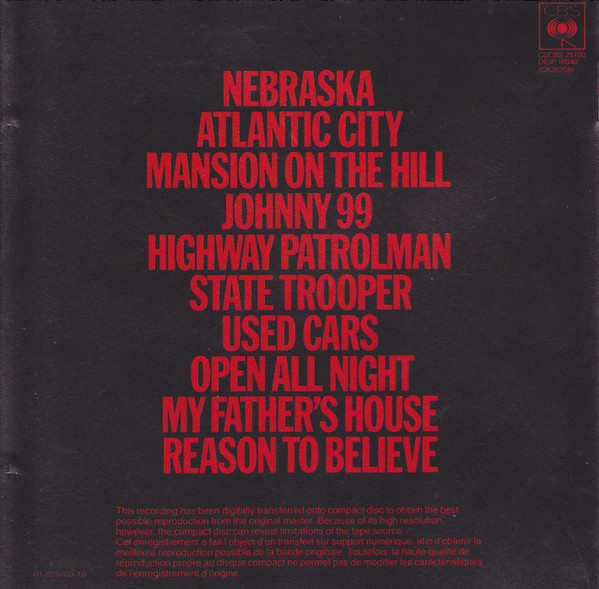 CBS
CDCBS 25100
DIDP 10040
NEBRASKA
ATLANTIC CITY
MANSION ON THE HILL
JOHNNY 99
HIGHWAY PATROLMAN
STATE TROOPER
USED CARS
OPEN ALL NIGHT
MY FATHER'S HOUSE
REASON TO BELIEVE
This recording has been digitally transferred onto compact disc to obtain the best
possible reproduction from the original master. Because of its high resolution,
however, the compact disc can reveal limitations of the tape source.
Cet enregistrement a fait l'object d'un transfert sur support numérique, afin d'obtenir la
meilleure reproduction possible de la bande originale. Toutefois, la haute qualité de
reproduction propre au disque compact ne permet pas de modifier les caractéristiques
de l'enregistrement d'origine.